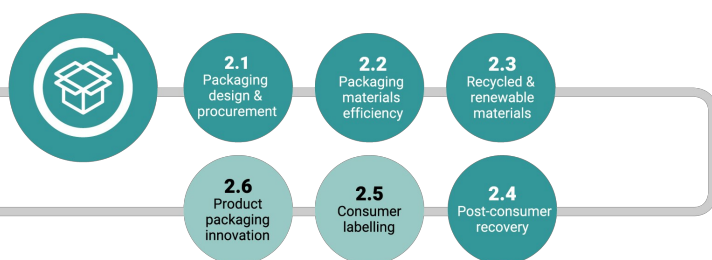 2.1
Packaging
design &
procurement
2.2
Packaging
materials
efficiency
2.3
Recycled &
renewable
materials
2.4
Post-consumer
recovery
2.5
Consumer
labelling
2.6
Product
packaging
innovation